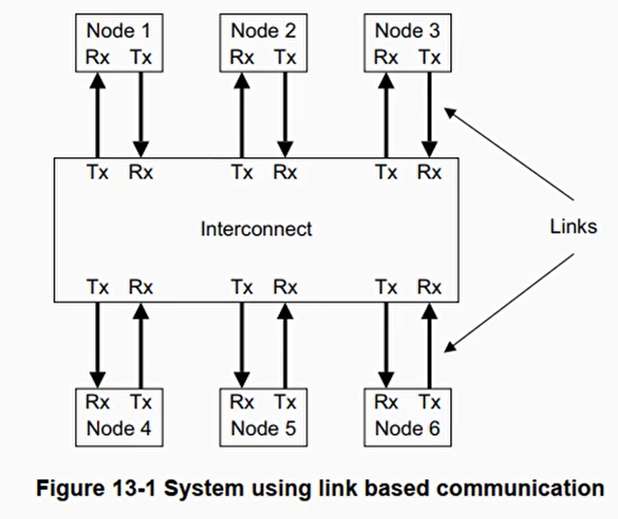 Node 1 Node 2 Node 3
Rx Tx Rx Tx Rx Tx
Tx Rx Tx Rx Tx Rx
Interconnect
Links
Tx Rx Tx Rx Tx Rx
Rx Tx Rx Tx Rx Tx
Node 4 Node 5 Node 6
Figure 13-1 System using link based communication